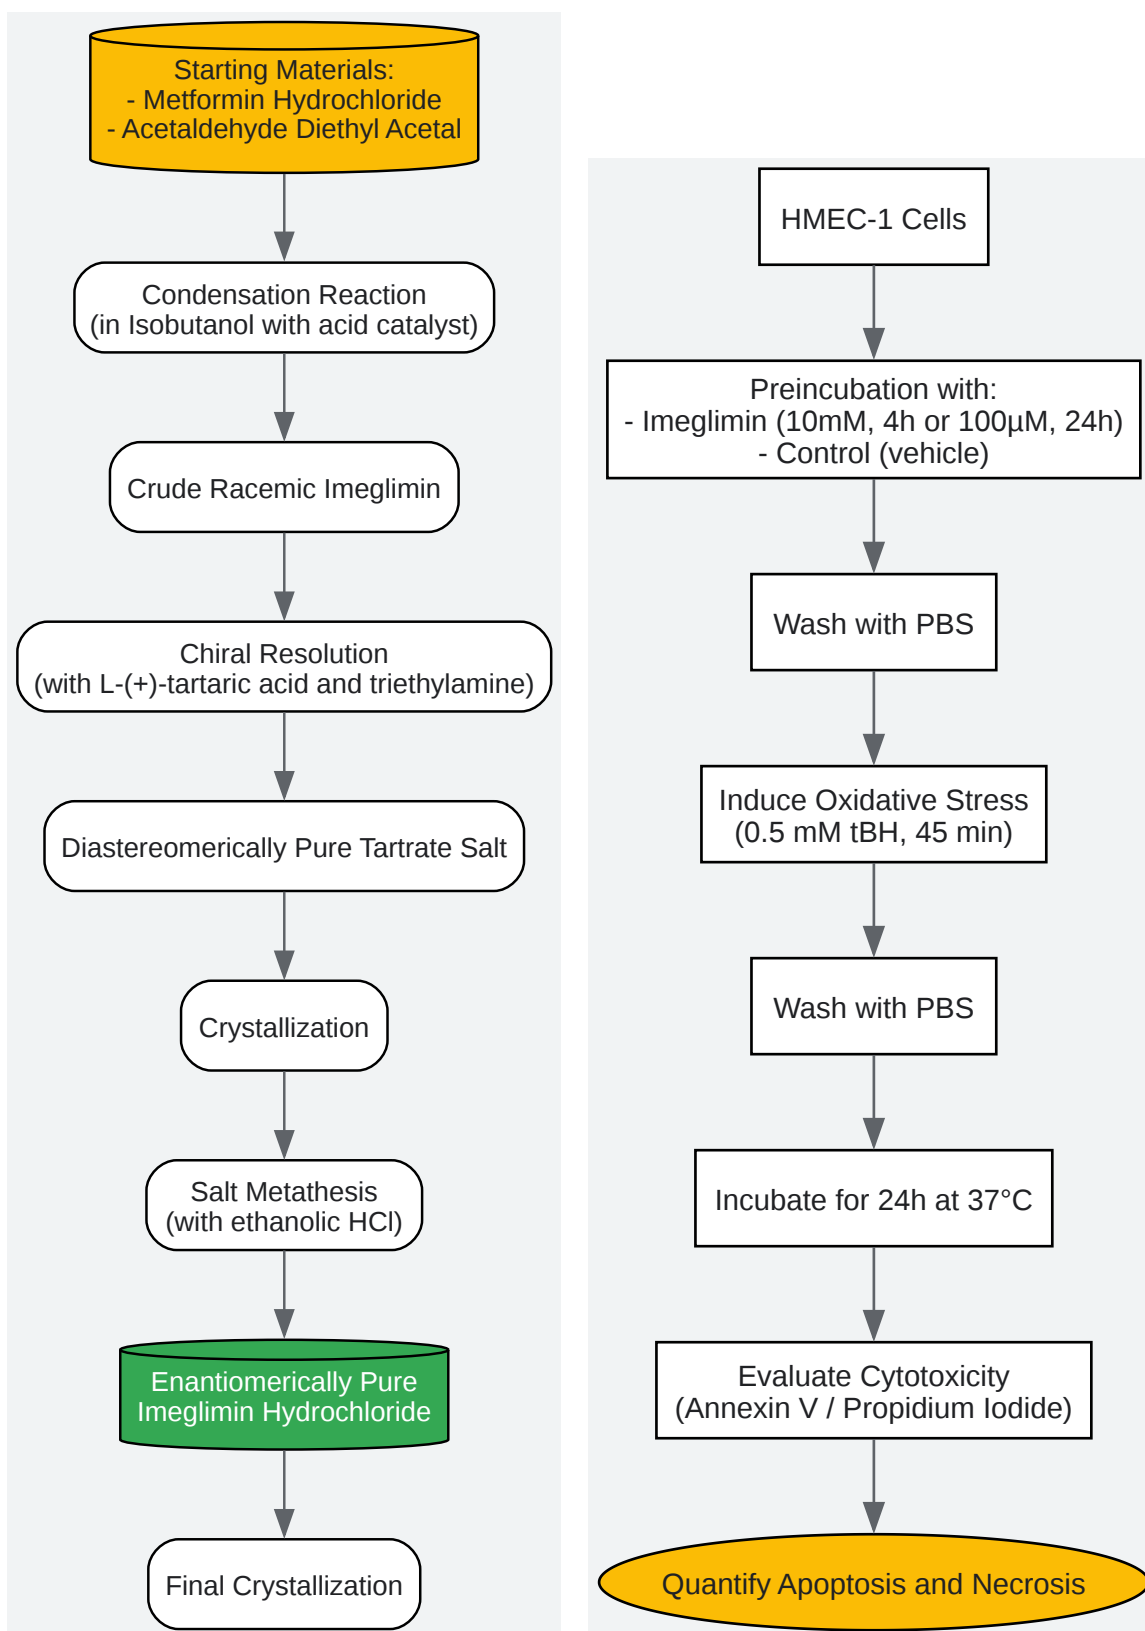 Starting Materials:
- Metformin Hydrochloride
- Acetaldehyde Diethyl Acetal
Condensation Reaction
(in Isobutanol with acid catalyst)
Crude Racemic Imeglimin
Chiral Resolution
(with L-(+)-tartaric acid and triethylamine)
Diastereomerically Pure Tartrate Salt
Crystallization
Salt Metathesis
(with ethanolic HCl)
Enantiomerically Pure
Imeglimin Hydrochloride
Final Crystallization
HMEC-1 Cells
Preincubation with:
- Imeglimin (10mM, 4h or 100µM, 24h)
- Control (vehicle)
Wash with PBS
Induce Oxidative Stress
(0.5 mM tBH, 45 min)
Wash with PBS
Incubate for 24h at 37°C
Evaluate Cytotoxicity
(Annexin V / Propidium Iodide)
Quantify Apoptosis and Necrosis